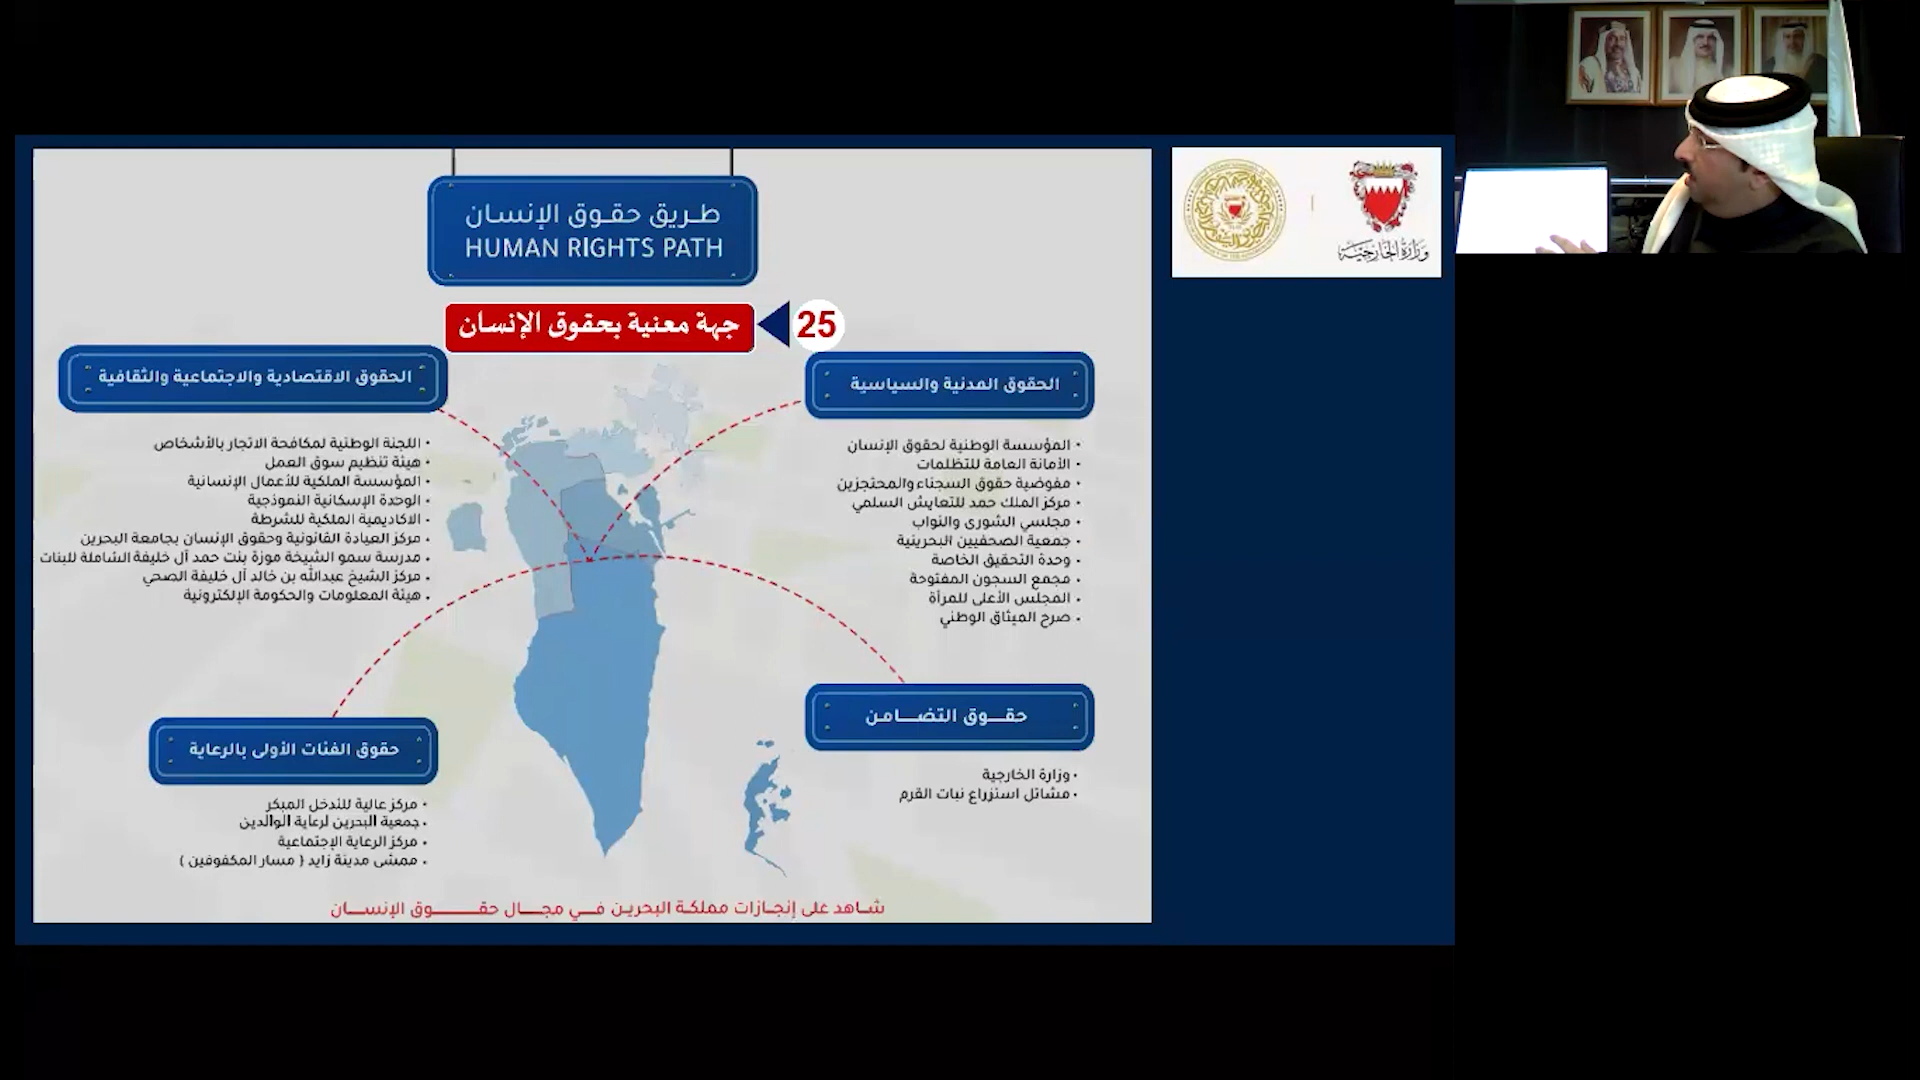 طريق حقوق الإنسان
HUMAN RIGHTS PATH
25
جهة معنية بحقوق الإنسان
الحقوق المدنية والسياسية
• المؤسسة الوطنية لحقوق الإنسان
• الأمانة العامة للتظلمات
• مفوضية حقوق السجناء والمحتجزين
• مركز الملك حمد للتعايش السلمي
• مجلسي الشورى والنواب
• جمعية الصحفيين البحرينية
• وحدة التحقيق الخاصة
• مجمع السجون المفتوحة
• المجلس الأعلى للمرأة
• صرح الميثاق الوطني
الحقوق الاقتصادية والاجتماعية والثقافية
• اللجنة الوطنية لمكافحة الاتجار بالأشخاص
• هيئة تنظيم سوق العمل
• المؤسسة الملكية للأعمال الإنسانية
• الوحدة الإسكانية النموذجية
• الاكاديمية الملكية للشرطة
• مركز العيادة القانونية وحقوق الإنسان بجامعة البحرين
• مدرسة سمو الشيخة موزة بنت حمد آل خليفة الشاملة للبنات
• مركز الشيخ عبدالله بن خالد آل خليفة الصحي
• هيئة المعلومات والحكومة الإلكترونية
حقوق التضامن
• وزارة الخارجية
• مشاتل استزراع نبات القرم
حقوق الفئات الأولى بالرعاية
• مركز عالية للتدخل المبكر
• جمعية البحرين لرعاية الوالدين
• مركز الرعاية الإجتماعية
• ممشى مدينة زايد ( مسار المكفوفين )
شاهد على إنجازات مملكة البحرين في مجال حقوق الإنسان
وزارة الخارجية